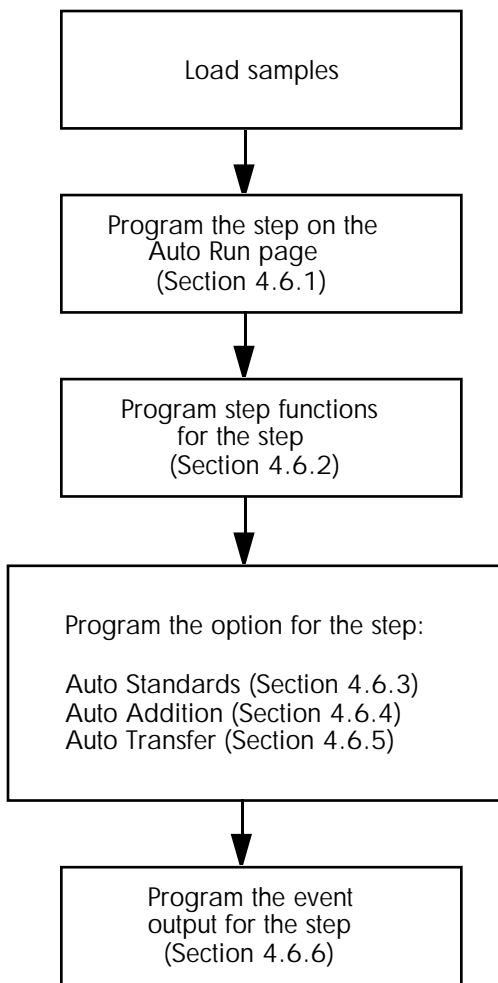 Load samples
Program the step on the
Auto Run page
(Section 4.6.1)
Program step functions
for the step
(Section 4.6.2)
Program the option for the step:
Auto Standards (Section 4.6.3)
Auto Addition (Section 4.6.4)
Auto Transfer (Section 4.6.5)
Program the event
output for the step
(Section 4.6.6)